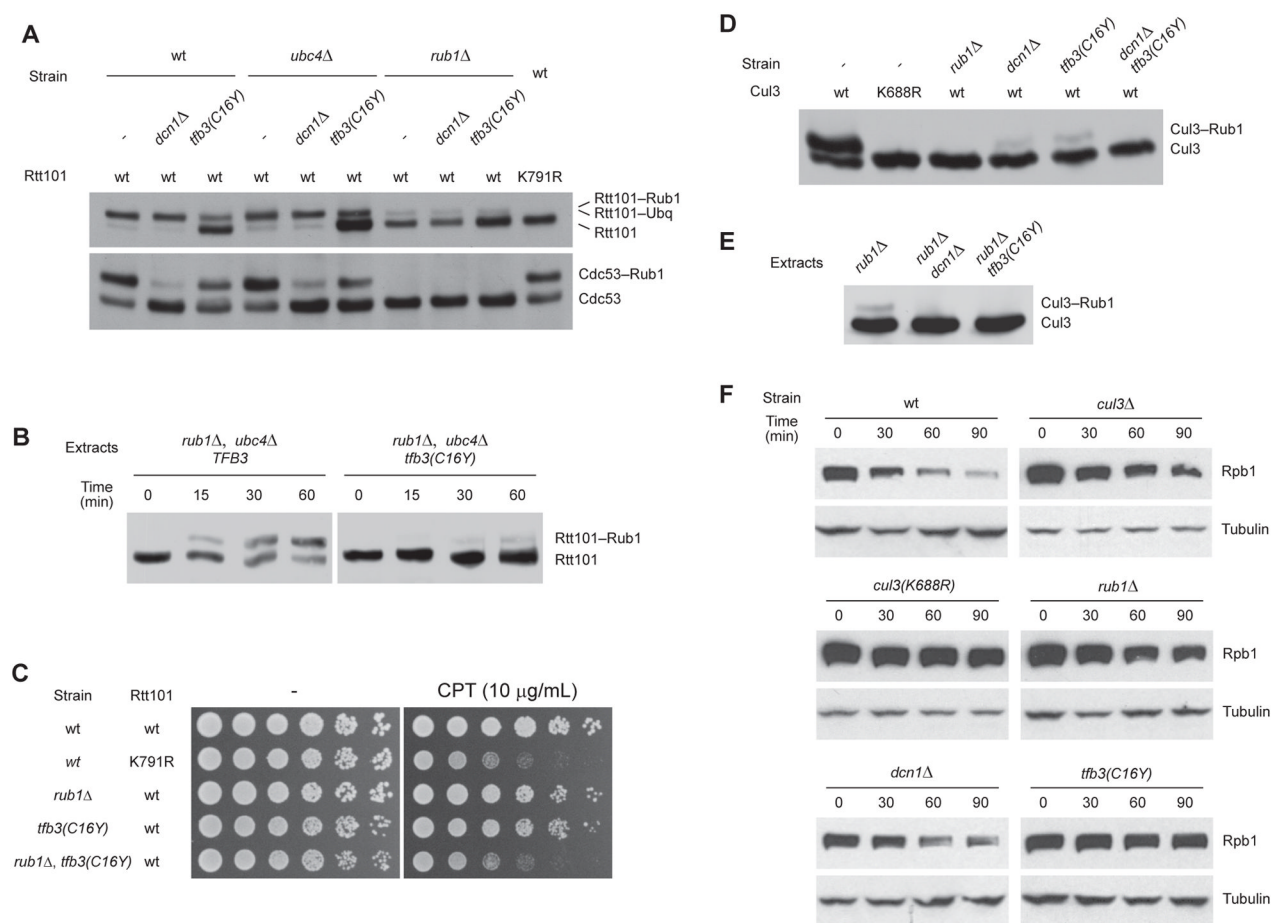 A
wt ubc4Δ rub1Δ wt
Strain
- dcn1Δ tfb3(C16Y) - dcn1Δ tfb3(C16Y) - dcn1Δ tfb3(C16Y)
Rtt101 wt wt wt wt wt wt wt wt wt K791R
Rtt101–Rub1
Rtt101–Ubq
Rtt101
Cdc53–Rub1
Cdc53
B
Extracts rub1Δ, ubc4Δ rub1Δ, ubc4Δ
TFB3 tfb3(C16Y)
Time
(min) 0 15 30 60 0 15 30 60
Rtt101–Rub1
Rtt101
C
Strain Rtt101 - CPT (10 μg/mL)
wt wt
wt K791R
rub1Δ wt
tfb3(C16Y) wt
rub1Δ, tfb3(C16Y) wt
D
Strain - - rub1Δ dcn1Δ tfb3(C16Y) dcn1Δ tfb3(C16Y)
Cul3 wt K688R wt wt wt wt
Cul3–Rub1
Cul3
E
Extracts rub1Δ rub1Δ dcn1Δ rub1Δ tfb3(C16Y)
Cul3–Rub1
Cul3
F
Strain wt cul3Δ
Time
(min) 0 30 60 90 0 30 60 90
Rpb1
Tubulin
cul3(K688R) rub1Δ
0 30 60 90 0 30 60 90
Rpb1
Tubulin
dcn1Δ tfb3(C16Y)
0 30 60 90 0 30 60 90
Rpb1
Tubulin